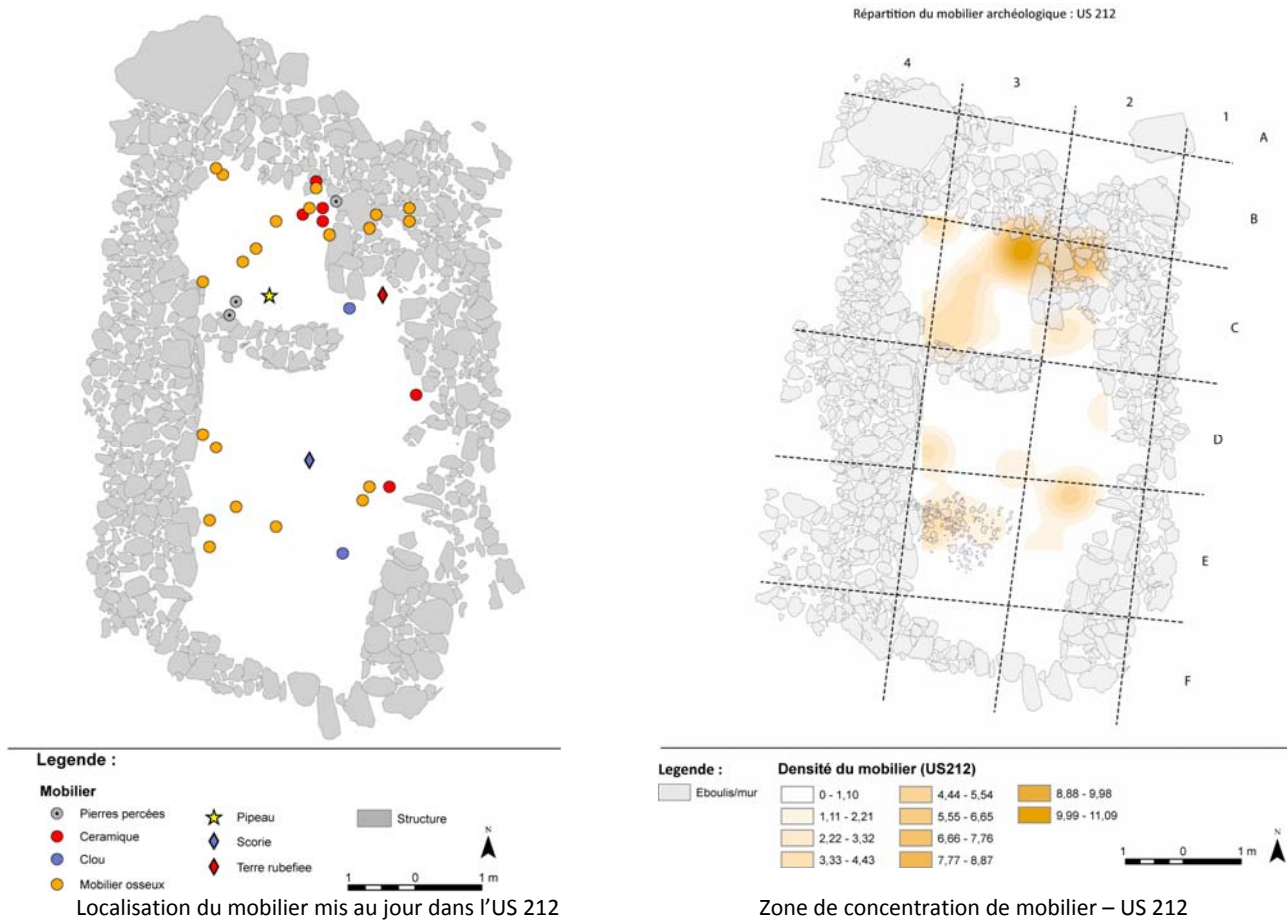 Répartition du mobilier archéologique : US 212
4
3
2
1
A
B
C
D
E
F
Legende :
Mobilier
Pierres percées
Ceramique
Clou
Mobilier osseux
Pipeau
Scorie
Terre rubefiee
Structure
N
1 0 1 m
Localisation du mobilier mis au jour dans l'US 212
Legende :
Eboulis/mur
Densité du mobilier (US212)
0 - 1,10
1,11 - 2,21
2,22 - 3,32
3,33 - 4,43
4,44 - 5,54
5,55 - 6,65
6,66 - 7,76
7,77 - 8,87
8,88 - 9,98
9,99 - 11,09
N
1 0 1 m
Zone de concentration de mobilier – US 212